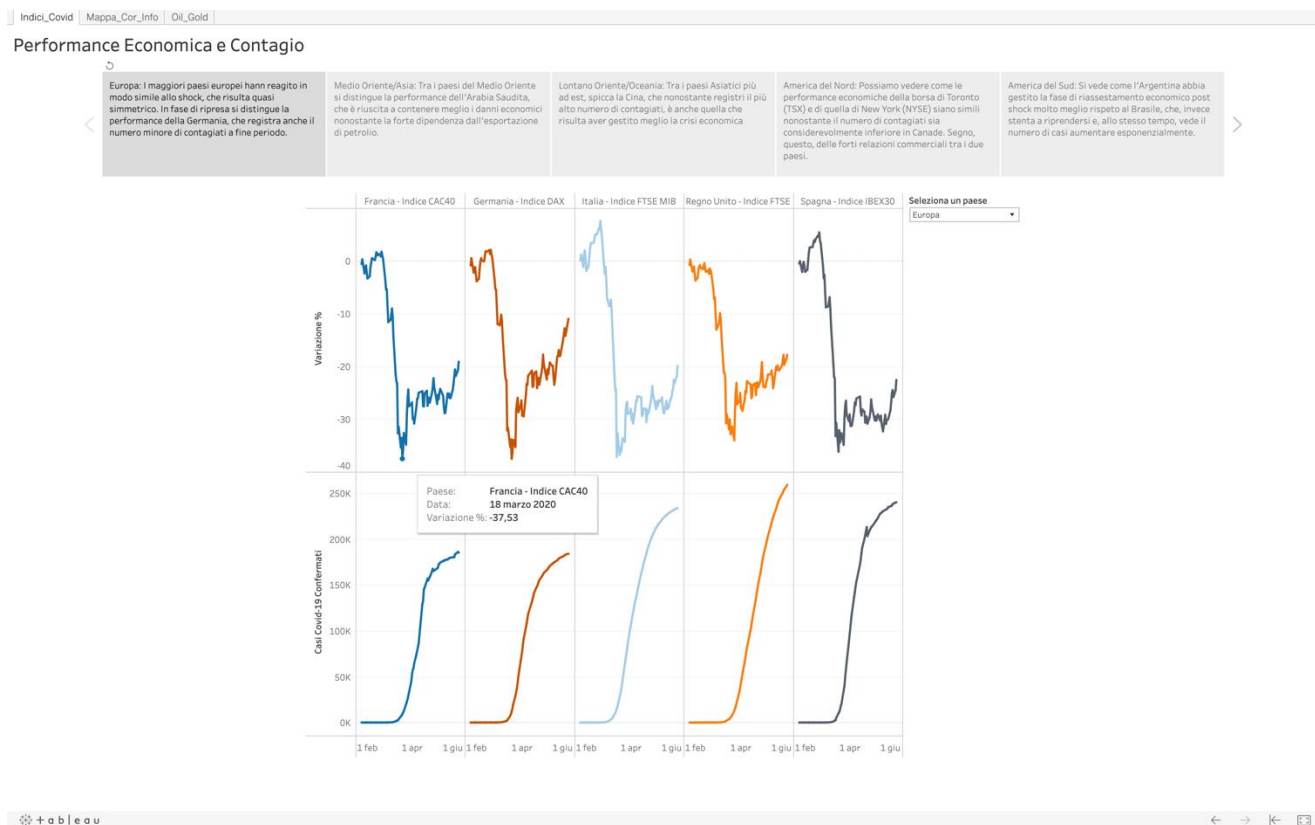 Indici_Covid Mappa_Cor_Info Oil_Gold
Performance Economica e Contagio
Europa: I maggiori paesi europei hann reagito in
modo simile allo shock, che risulta quasi
simmetrico. In fase di ripresa si distingue la
performance della Germania, che registra anche il
numero minore di contagiati a fine periodo.
Medio Oriente/Asia: Tra i paesi del Medio Oriente
si distingue la performance dell'Arabia Saudita,
che è riuscita a contenere meglio i danni economici
nonostante la forte dipendenza dall'esportazione
di petrolio.
Lontano Oriente/Oceania: Tra i paesi Asiatici più
ad est, spicca la Cina, che nonostante registri il più
alto numero di contagiati, è anche quella che
risulta aver gestito meglio la crisi economica
America del Nord: Possiamo vedere come le
performance economiche della borsa di Toronto
(TSX) e di quella di New York (NYSE) siano simili
nonostante il numero di contagiati sia
considerevolmente inferiore in Canade. Segno,
questo, delle forti relazioni commerciali tra i due
paesi.
America del Sud: Si vede come l'Argentina abbia
gestito la fase di riassestamento economico post
shock molto meglio rispeto al Brasile, che, invece
stenta a riprendersi e, allo stesso tempo, vede il
numero di casi aumentare esponenzialmente.
Francia - Indice CAC40 Germania - Indice DAX Italia - Indice FTSE MIB Regno Unito - Indice FTSE Spagna - Indice IBEX30
Seleziona un paese
Europa
Variazione %
0
-10
-20
-30
-40
Paese: Francia - Indice CAC40
Data: 18 marzo 2020
Variazione %: -37,53
Casi Covid-19 Confermati
250K
200K
150K
100K
50K
0K
1 feb 1 apr 1 giu 1 feb 1 apr 1 giu 1 feb 1 apr 1 giu 1 feb 1 apr 1 giu 1 feb 1 apr 1 giu
+ableau